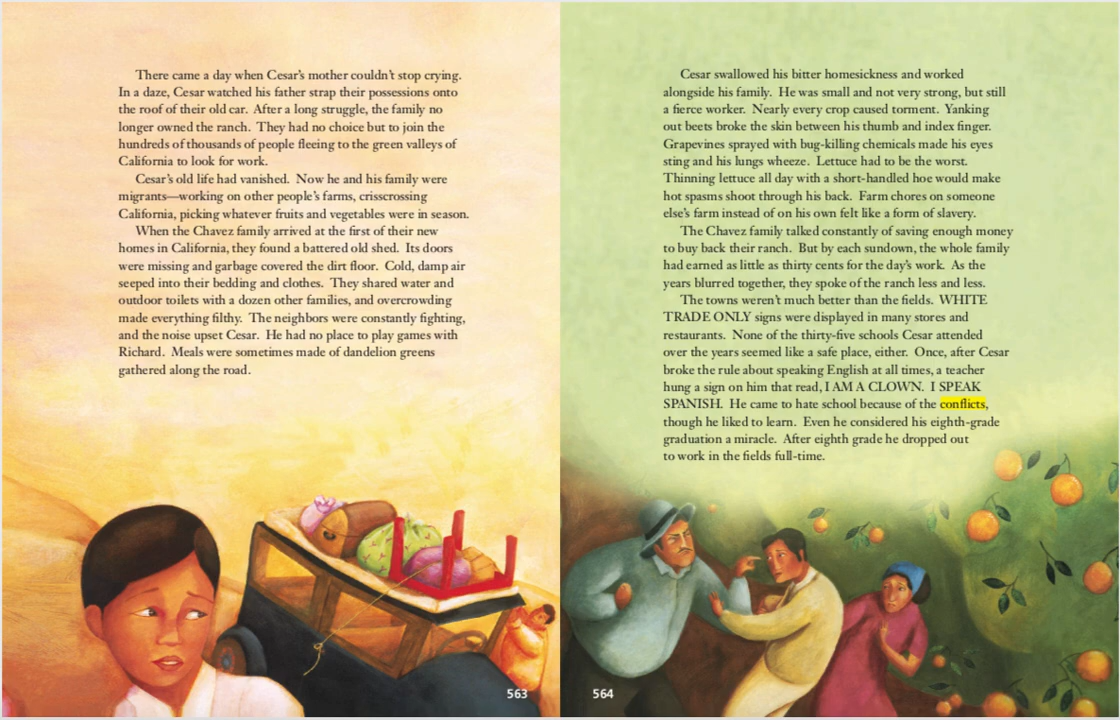 There came a day when Cesar's mother couldn't stop crying.
In a daze, Cesar watched his father strap their possessions onto
the roof of their old car. After a long struggle, the family no
longer owned the ranch. They had no choice but to join the
hundreds of thousands of people fleeing to the green valleys of
California to look for work.
Cesar's old life had vanished. Now he and his family were
migrants—working on other people's farms, crisscrossing
California, picking whatever fruits and vegetables were in season.
When the Chavez family arrived at the first of their new
homes in California, they found a battered old shed. Its doors
were missing and garbage covered the dirt floor. Cold, damp air
seeped into their bedding and clothes. They shared water and
outdoor toilets with a dozen other families, and overcrowding
made everything filthy. The neighbors were constantly fighting,
and the noise upset Cesar. He had no place to play games with
Richard. Meals were sometimes made of dandelion greens
gathered along the road.
563
Cesar swallowed his bitter homesickness and worked
alongside his family. He was small and not very strong, but still
a fierce worker. Nearly every crop caused torment. Yanking
out beets broke the skin between his thumb and index finger.
Grapevines sprayed with bug-killing chemicals made his eyes
sting and his lungs wheeze. Lettuce had to be the worst.
Thinning lettuce all day with a short-handled hoe would make
hot spasms shoot through his back. Farm chores on someone
else's farm instead of on his own felt like a form of slavery.
The Chavez family talked constantly of saving enough money
to buy back their ranch. But by each sundown, the whole family
had earned as little as thirty cents for the day's work. As the
years blurred together, they spoke of the ranch less and less.
The towns weren't much better than the fields. WHITE
TRADE ONLY signs were displayed in many stores and
restaurants. None of the thirty-five schools Cesar attended
over the years seemed like a safe place, either. Once, after Cesar
broke the rule about speaking English at all times, a teacher
hung a sign on him that read, I AM A CLOWN. I SPEAK
SPANISH. He came to hate school because of the conflicts,
though he liked to learn. Even he considered his eighth-grade
graduation a miracle. After eighth grade he dropped out
to work in the fields full-time.
564